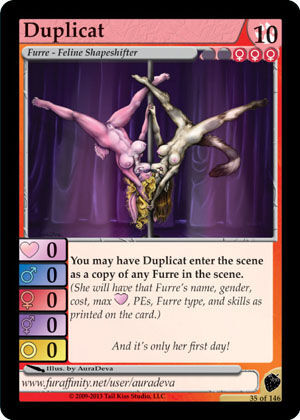 Duplicat
10
Furre - Feline Shapeshifter
0
0
0
0
0
You may have Duplicat enter the scene
as a copy of any Furre in the scene.
(She will have that Furre's name, gender,
cost, max , PEs, Furre type, and skills as
printed on the card.)
And it's only her first day!
Illus. by AuraDeva
www.furaffinity.net/user/auradeva
© 2009-2013 Tail Kiss Studio, LLC
35 of 146